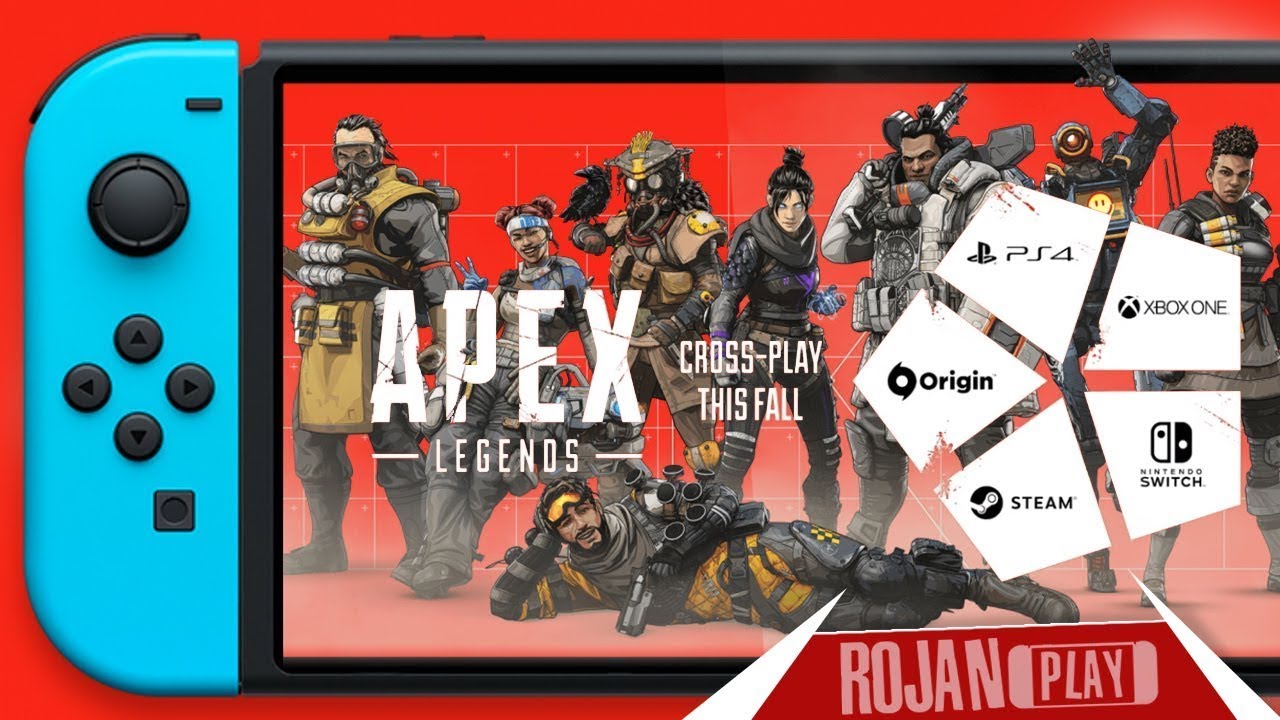 APEX
LEGENDS
CROSS-PLAY
THIS FALL
PS4
XBOX ONE
Origin
STEAM
NINTENDO
SWITCH
ROJAN PLAY